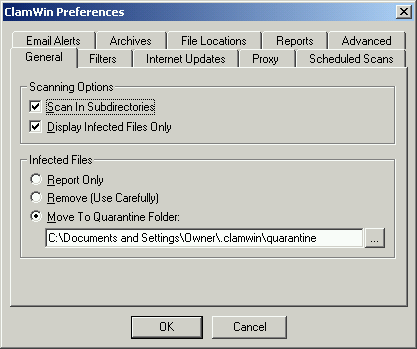 ClamWin Preferences
Email Alerts Archives File Locations Reports Advanced
General Filters Internet Updates Proxy Scheduled Scans
Scanning Options
Scan In Subdirectories
Display Infected Files Only
Infected Files
Report Only
Remove (Use Carefully)
Move To Quarantine Folder:
C:\Documents and Settings\Owner\.clamwin\quarantine
...
OK Cancel